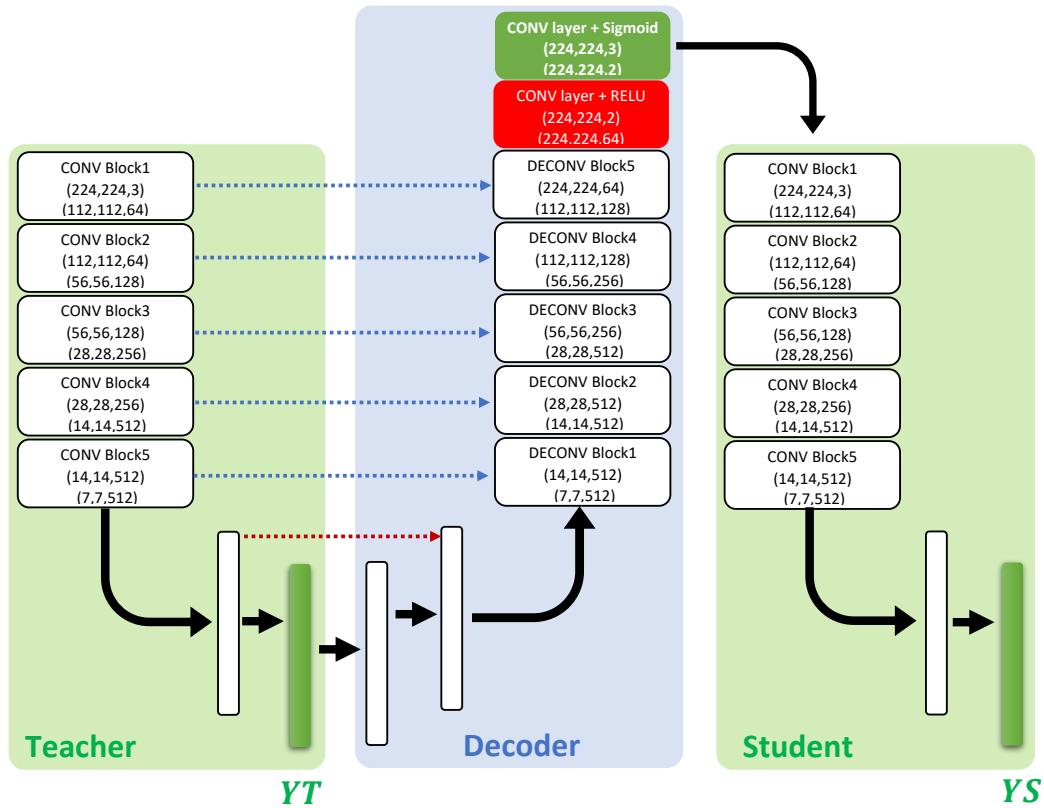 CONV layer + Sigmoid
(224,224,3)
(224.224.2)
CONV layer + RELU
(224,224,2)
(224.224.64)
CONV Block1
(224,224,3)
(112,112,64)
CONV Block2
(112,112,64)
(56,56,128)
CONV Block3
(56,56,128)
(28,28,256)
CONV Block4
(28,28,256)
(14,14,512)
CONV Block5
(14,14,512)
(7,7,512)
DECONV Block5
(224,224,64)
(112,112,128)
DECONV Block4
(112,112,128)
(56,56,256)
DECONV Block3
(56,56,256)
(28,28,512)
DECONV Block2
(28,28,512)
(14,14,512)
DECONV Block1
(14,14,512)
(7,7,512)
CONV Block1
(224,224,3)
(112,112,64)
CONV Block2
(112,112,64)
(56,56,128)
CONV Block3
(56,56,128)
(28,28,256)
CONV Block4
(28,28,256)
(14,14,512)
CONV Block5
(14,14,512)
(7,7,512)
Teacher
Decoder
Student
YT
YS